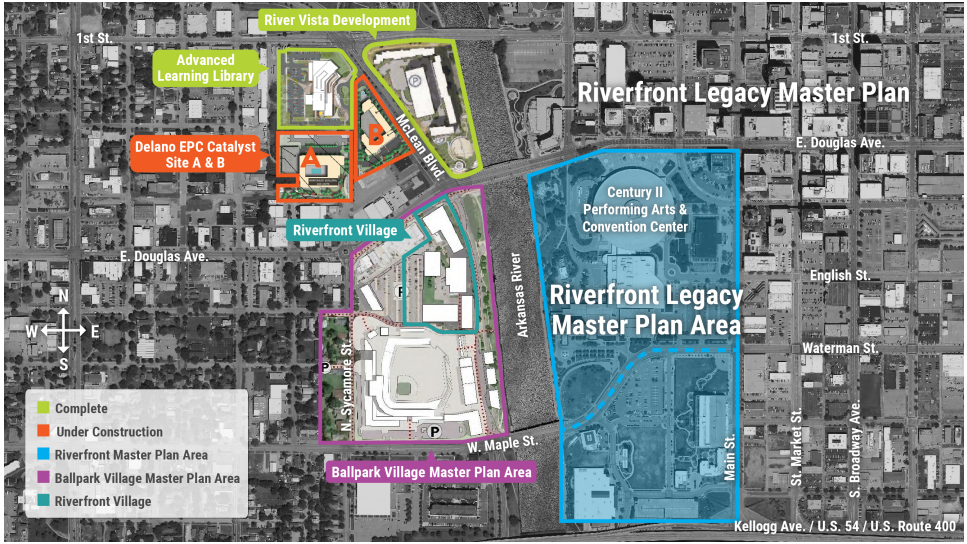 River Vista Development
1st St.
1st St.
Advanced
Learning Library
P
Riverfront Legacy Master Plan
McLean Blvd.
B
Delano EPC Catalyst
Site A & B
A
E. Douglas Ave.
Century II
Performing Arts &
Convention Center
Riverfront Village
E. Douglas Ave.
Arkansas River
English St.
P
Riverfront Legacy
Master Plan Area
N
W E
S
N. Sycamore St.
Waterman St.
P
Complete
Under Construction
Riverfront Master Plan Area
Ballpark Village Master Plan Area
Riverfront Village
P
W. Maple St.
Ballpark Village Master Plan Area
Main St.
St. Market St.
S. Broadway Ave.
Kellogg Ave. / U.S. 54 / U.S. Route 400